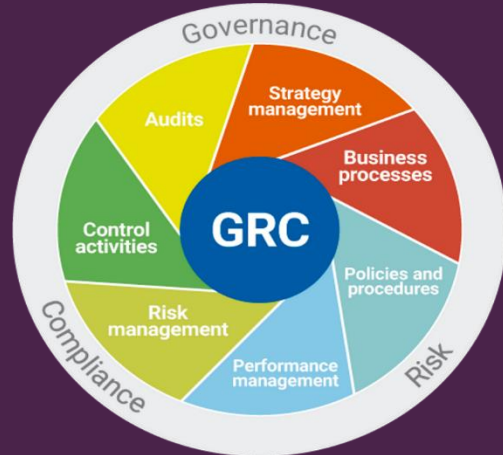 Governance
Strategy
management
Audits
Business
processes
GRC
Control
activities
Policies and
procedures
Risk
management
Performance
management
Compliance
Risk